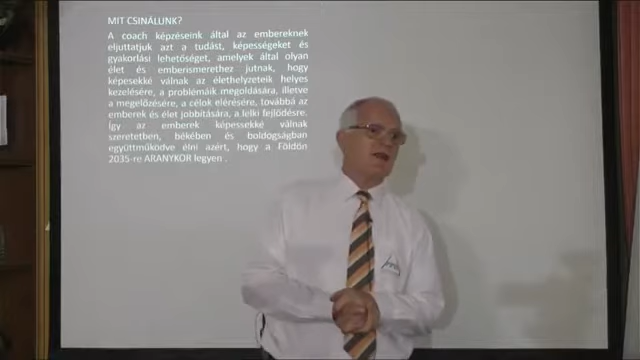 MIT CSINÁLUNK?
A coach képzéseink által az embereknek
eljuttatjuk azt a tudást, képességeket és
gyakorlási lehetőséget, amelyek által olyan
élet és emberismerethez jutnak, hogy
képesekké válnak az élethelyzeteik helyes
kezelésére, a problémáik megoldására, illetve
a megelőzésére, a célok elérésére, továbbá az
emberek és élet jobbítására, a lelki fejlődésre.
Így az emberek képessekké válnak
szeretetben, békében és boldogságban
együttműködve élni azért, hogy a Földön
2035-re ARANYKOR legyen .